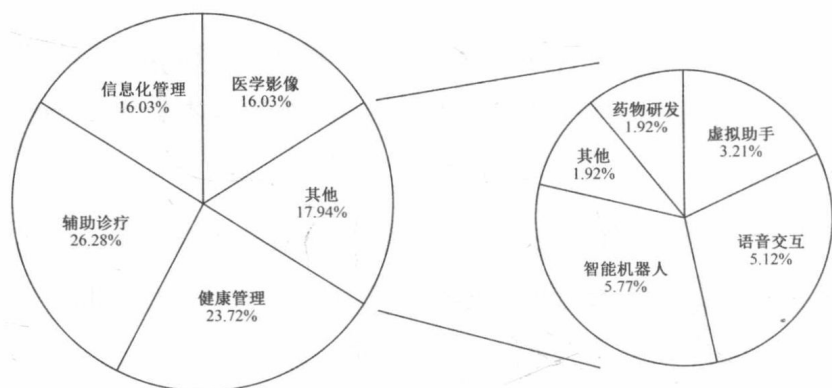 信息化管理
16.03%
医学影像
16.03%
其他
17.94%
健康管理
23.72%
辅助诊疗
26.28%
药物研发
1.92%
虚拟助手
3.21%
语音交互
5.12%
智能机器人
5.77%
其他
1.92%